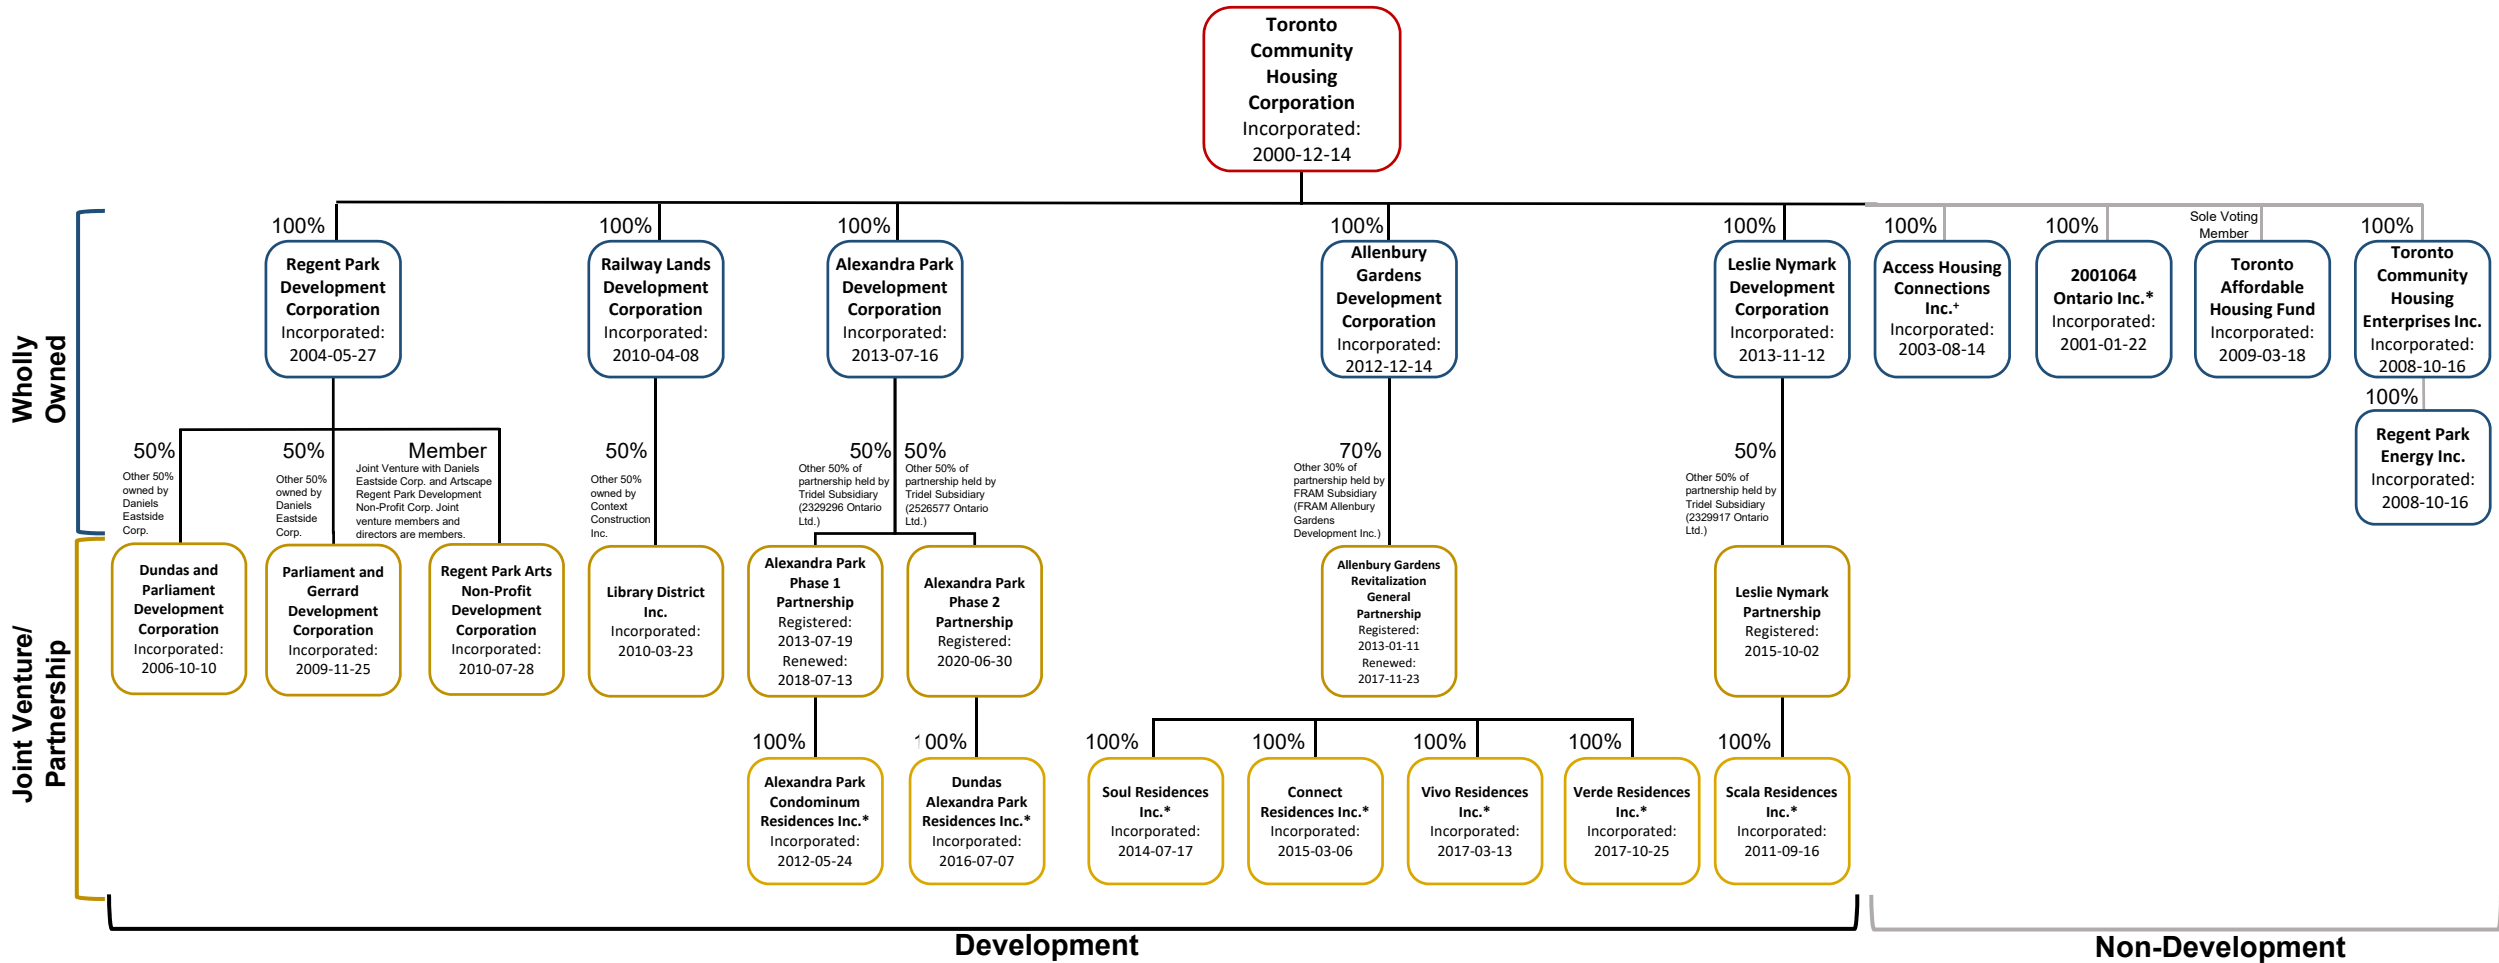 Toronto
Community
Housing
Corporation
Incorporated:
2000-12-14
Wholly
Owned
100%
Regent Park
Development
Corporation
Incorporated:
2004-05-27
100%
Railway Lands
Development
Corporation
Incorporated:
2010-04-08
100%
Alexandra Park
Development
Corporation
Incorporated:
2013-07-16
100%
Allenbury
Gardens
Development
Corporation
Incorporated:
2012-12-14
100%
Leslie Nymark
Development
Corporation
Incorporated:
2013-11-12
100%
Access Housing
Connections
Inc.+
Incorporated:
2003-08-14
100%
2001064
Ontario Inc.*
Incorporated:
2001-01-22
Sole Voting
Member
Toronto
Affordable
Housing Fund
Incorporated:
2009-03-18
100%
Toronto
Community
Housing
Enterprises Inc.
Incorporated:
2008-10-16
100%
Regent Park
Energy Inc.
Incorporated:
2008-10-16
50%
Other 50%
owned by
Daniels
Eastside
Corp.
50%
Other 50%
owned by
Daniels
Eastside
Corp.
Member
Joint Venture with Daniels
Eastside Corp. and Artscape
Regent Park Development
Non-Profit Corp. Joint
venture members and
directors are members.
50%
Other 50%
owned by
Context
Construction
Inc.
50%
Other 50% of
partnership held by
Tridel Subsidiary
(2329296 Ontario
Ltd.)
50%
Other 50% of
partnership held by
Tridel Subsidiary
(2526577 Ontario
Ltd.)
70%
Other 30% of
partnership held by
FRAM Subsidiary
(FRAM Allenbury
Gardens
Development Inc.)
50%
Other 50% of
partnership held by
Tridel Subsidiary
(2329917 Ontario
Ltd.)
Joint Venture/
Partnership
Dundas and
Parliament
Development
Corporation
Incorporated:
2006-10-10
Parliament and
Gerrard
Development
Corporation
Incorporated:
2009-11-25
Regent Park Arts
Non-Profit
Development
Corporation
Incorporated:
2010-07-28
Library District
Inc.
Incorporated:
2010-03-23
Alexandra Park
Phase 1
Partnership
Registered:
2013-07-19
Renewed:
2018-07-13
Alexandra Park
Phase 2
Partnership
Registered:
2020-06-30
Allenbury Gardens
Revitalization
General
Partnership
Registered:
2013-01-11
Renewed:
2017-11-23
Leslie Nymark
Partnership
Registered:
2015-10-02
100%
Alexandra Park
Condominum
Residences Inc.*
Incorporated:
2012-05-24
100%
Dundas
Alexandra Park
Residences Inc.*
Incorporated:
2016-07-07
100%
Soul Residences
Inc.*
Incorporated:
2014-07-17
100%
Connect
Residences Inc.*
Incorporated:
2015-03-06
100%
Vivo Residences
Inc.*
Incorporated:
2017-03-13
100%
Verde Residences
Inc.*
Incorporated:
2017-10-25
100%
Scala Residences
Inc.*
Incorporated:
2011-09-16
Development
Non-Development